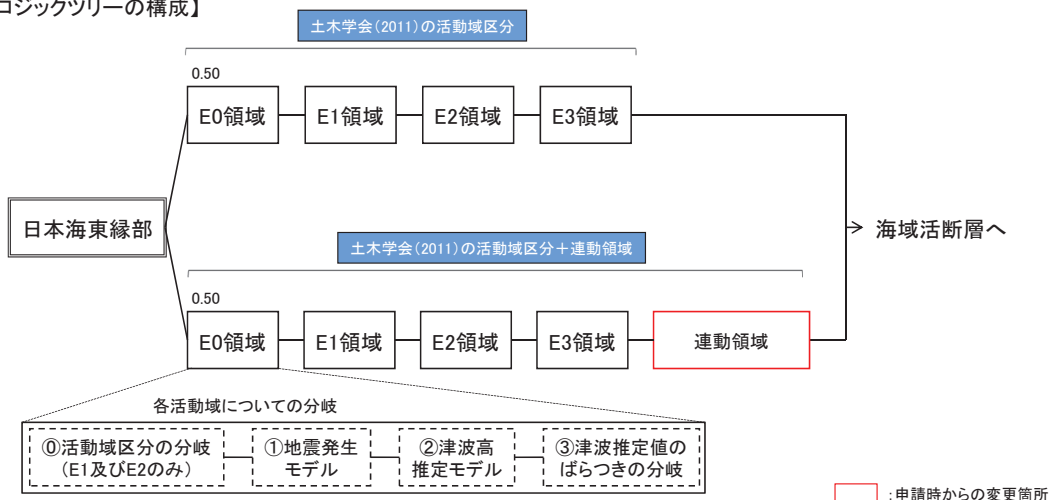 ロジックツリーの構成】
土木学会(2011)の活動域区分
0.50
E0領域
E1領域
E2領域
E3領域
日本海東縁部
海域活断層へ
土木学会(2011)の活動域区分+連動領域
0.50
E0領域
E1領域
E2領域
E3領域
連動領域
各活動域についての分岐
⓪活動域区分の分岐
(E1及びE2のみ)
①地震発生
モデル
②津波高
推定モデル
③津波推定値の
ばらつきの分岐
:申請時からの変更箇所